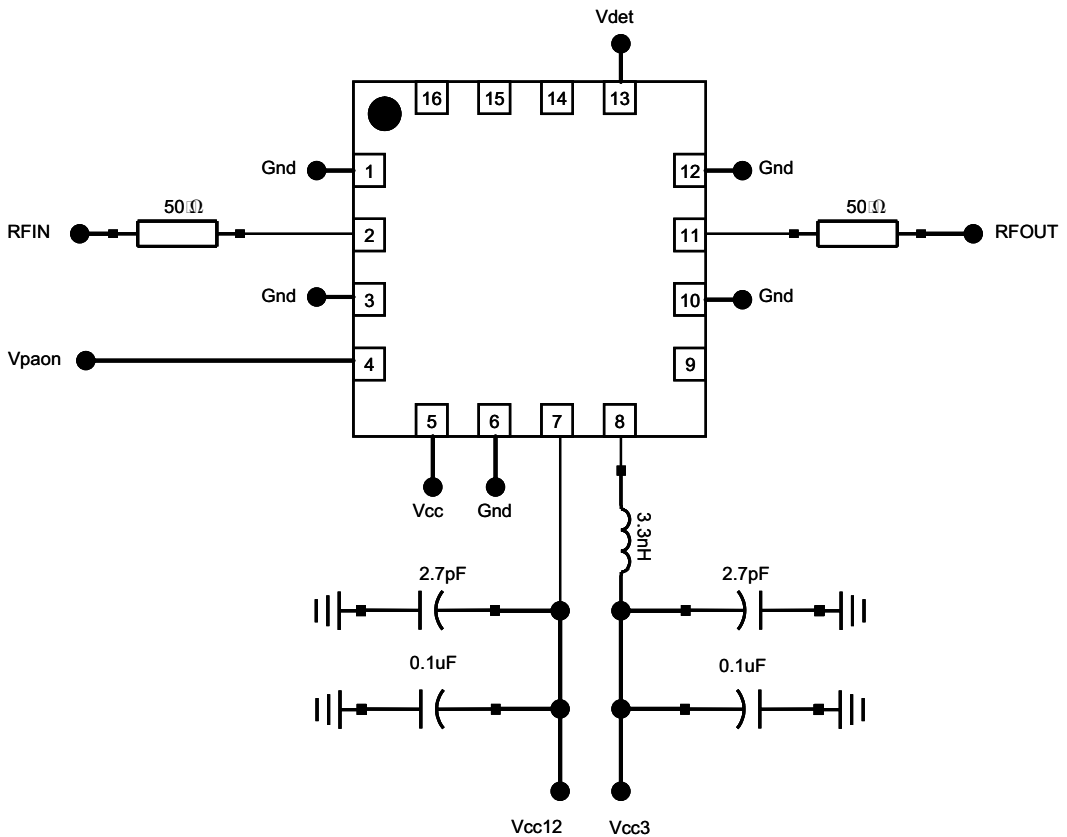 Vdet
16 15 14 13
Gnd 1 12 Gnd
50Ω 50Ω
RFIN 2 11 RFOUT
Gnd 3 10 Gnd
Vpaon 4 9
5 6 7 8
Vcc Gnd
3.3nH
2.7pF 2.7pF
0.1uF 0.1uF
Vcc12 Vcc3